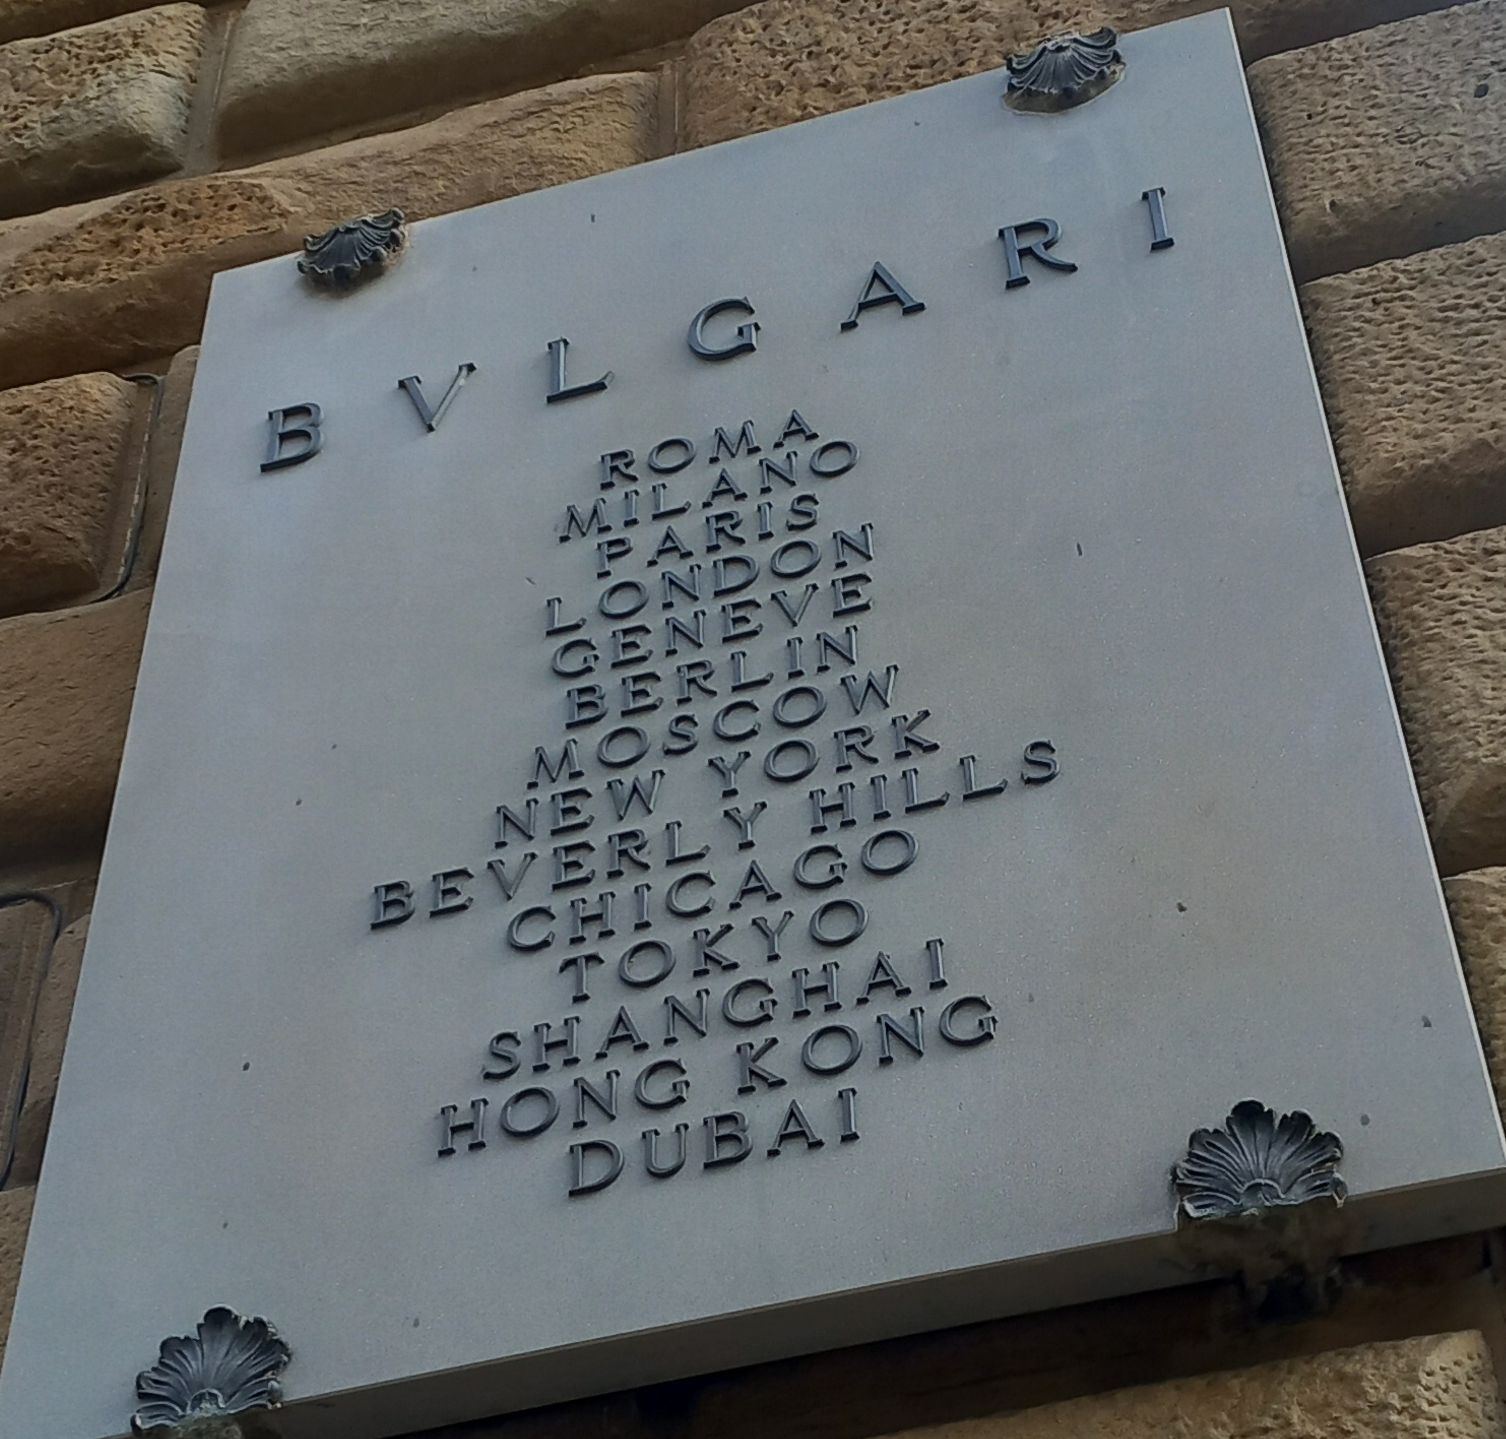 BVLGARI
ROMA
MILANO
PARIS
LONDON
GENEVE
BERLIN
MOSCOW
NEW YORK
BEVERLY HILLS
CHICAGO
TOKYO
SHANGHAI
HONG KONG
DUBAI